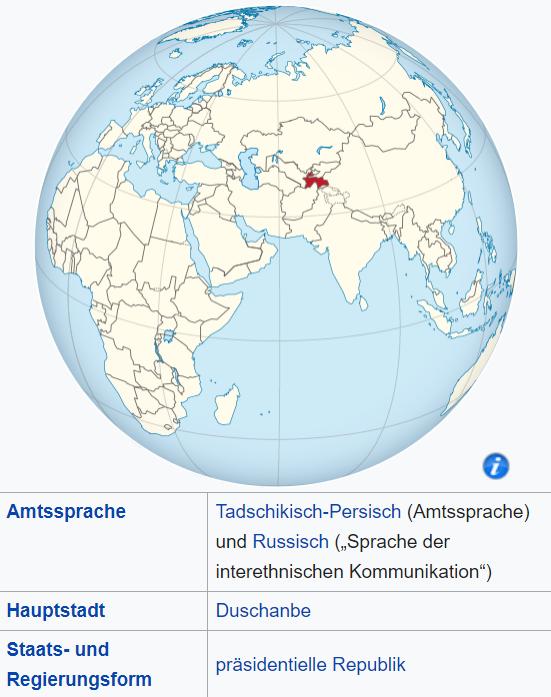 i
Amtssprache
Tadschikisch-Persisch (Amtssprache)
und Russisch („Sprache der
interethnischen Kommunikation“)
Hauptstadt
Duschanbe
Staats- und
Regierungsform
präsidentielle Republik